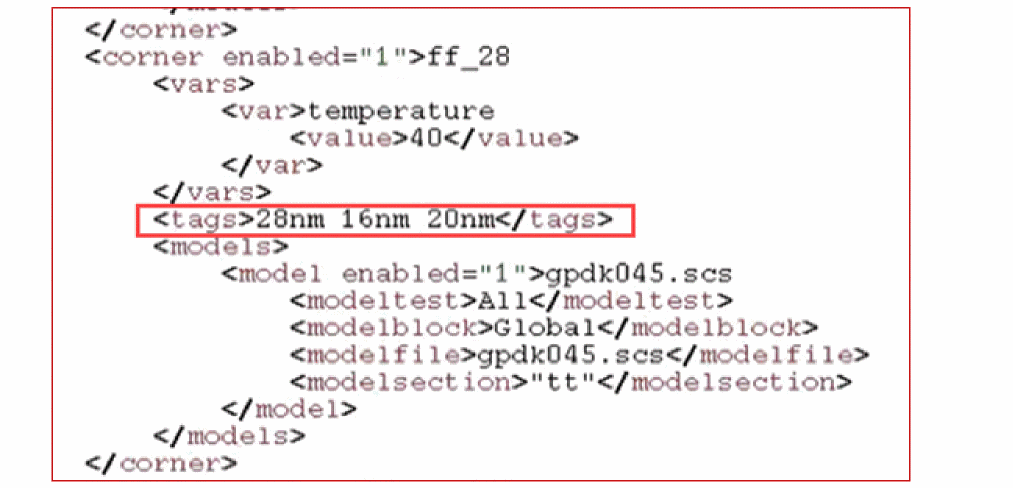 </corner>
<corner enabled="1">ff_28
<vars>
<var>temperature
<value>40</value>
</var>
</vars>
<tags>28nm 16nm 20nm</tags>
<models>
<model enabled="1">gpdk045.scs
<modeltest>All</modeltest>
<modelblock>Global</modelblock>
<modelfile>gpdk045.scs</modelfile>
<modelsection>"tt"</modelsection>
</model>
</models>
</corner>